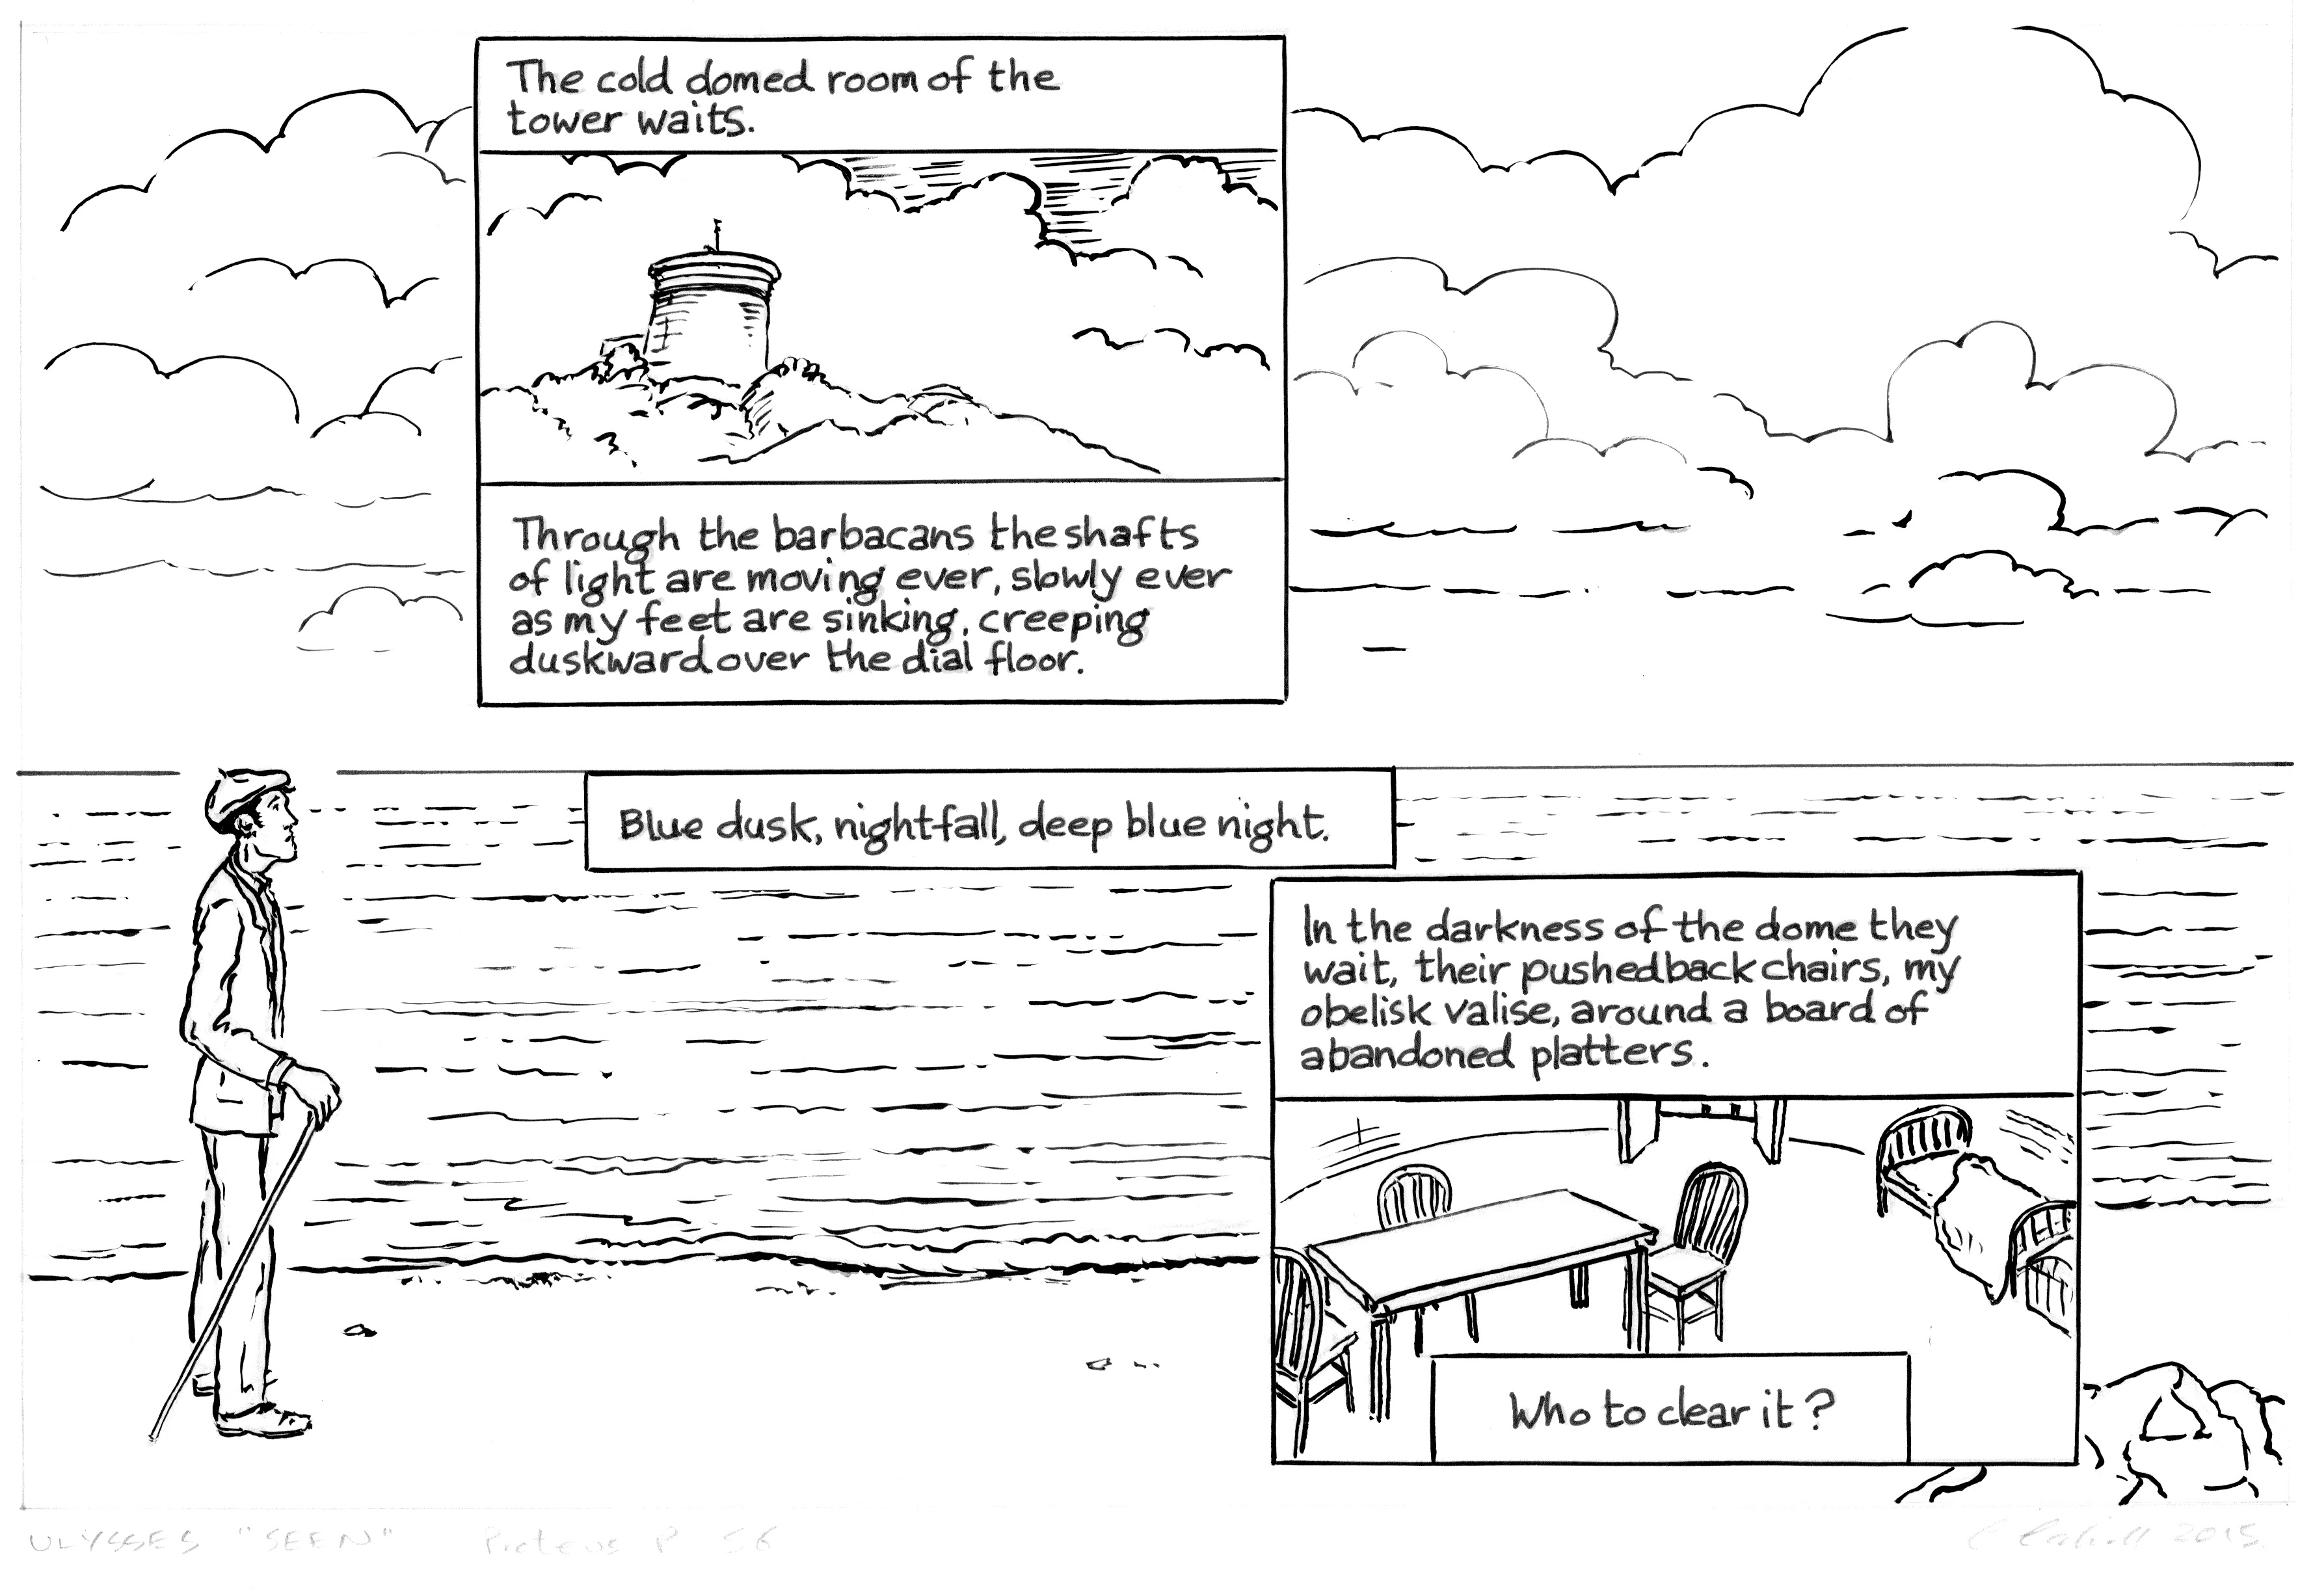 The cold domed room of the
tower waits.
Through the barbacans the shafts
of light are moving ever, slowly ever
as my feet are sinking, creeping
duskward over the dial floor.
Blue dusk, nightfall, deep blue night.
In the darkness of the dome they
wait, their pushedback chairs, my
obelisk valise, around a board of
abandoned platters.
Who to clear it?
ULYSSES "SEEN" Proteus P 56
2015